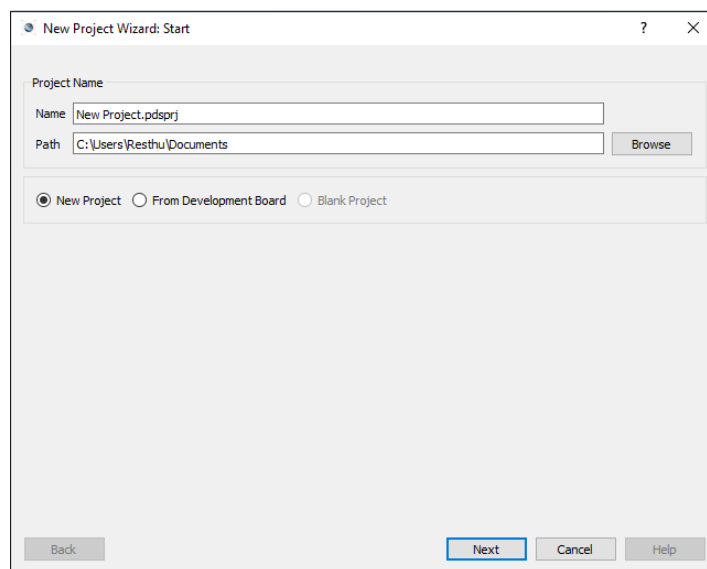 New Project Wizard: Start ?
Project Name
Name New Project.pdsprj
Path C:\Users\Resthu\Documents Browse
New Project From Development Board Blank Project
Back Next Cancel Help